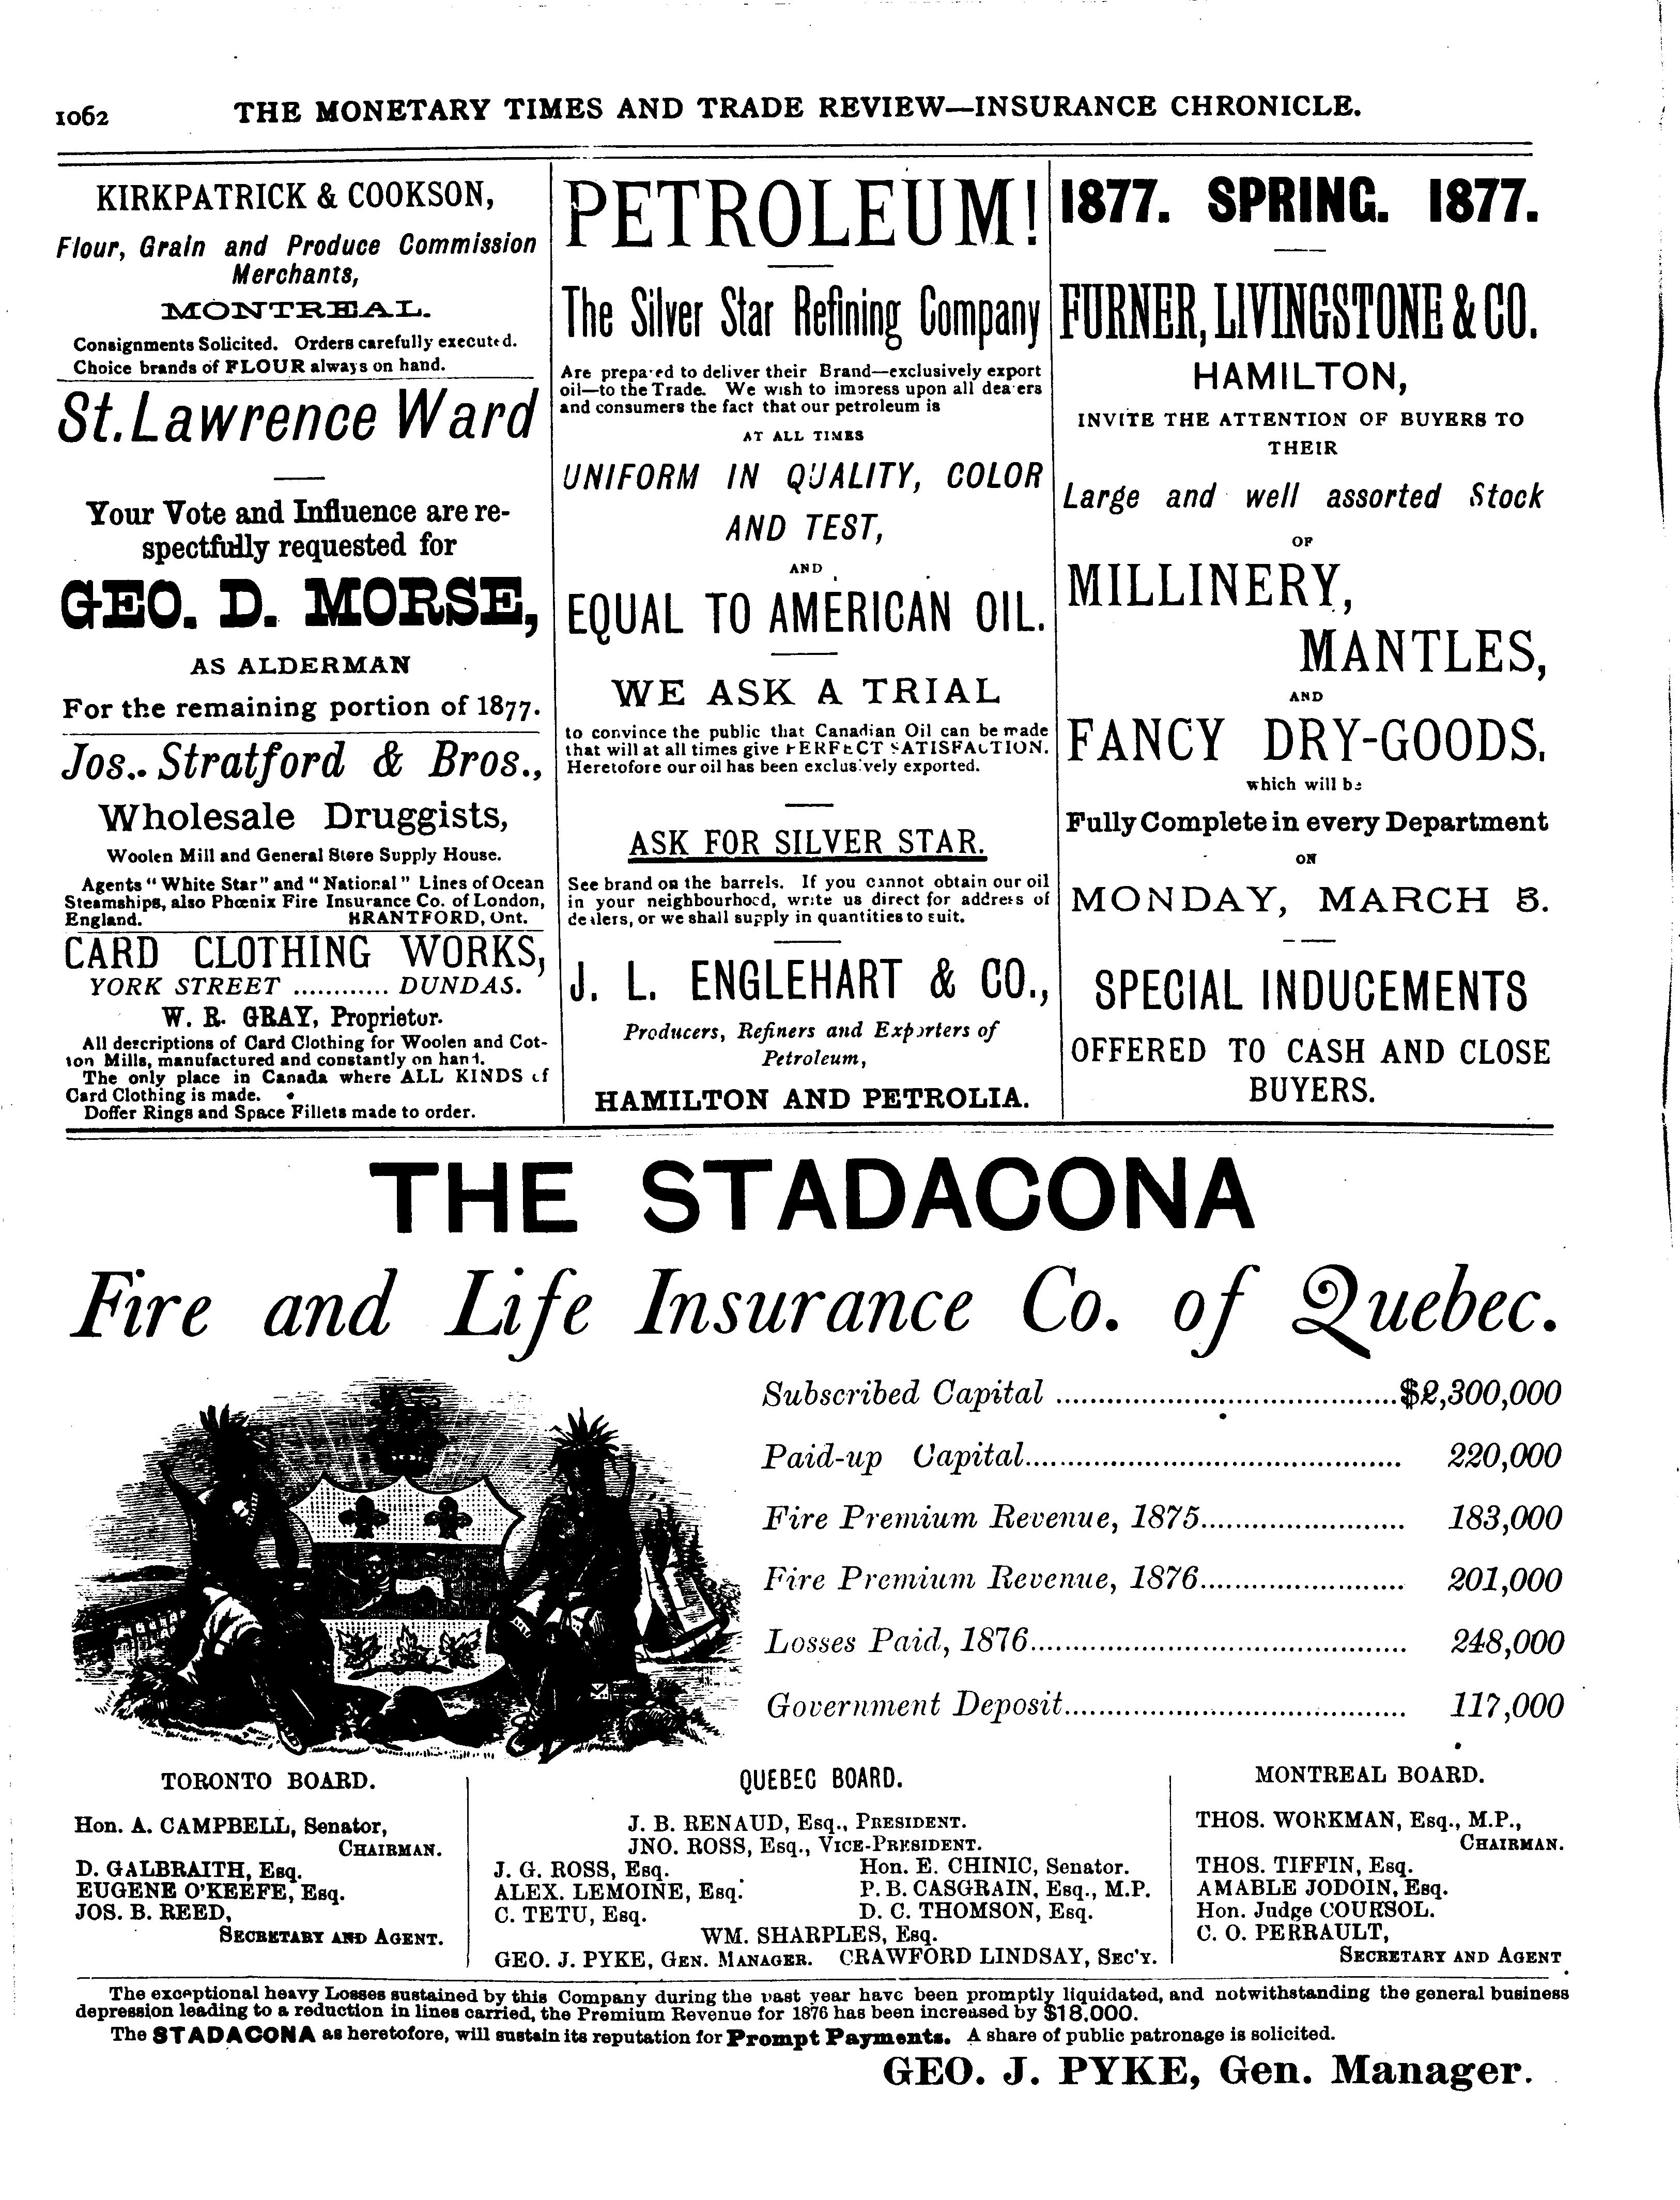 1062
THE MONETARY TIMES AND TRADE REVIEW—INSURANCE CHRONICLE.
KIRKPATRICK & COOKSON,
Flour, Grain and Produce Commission
Merchants,
MONTREAL.
Consignments Solicited. Orders carefully executed.
Choice brands of FLOUR always on hand.
St. Lawrence Ward
Your Vote and Influence are re-
spectfully requested for
GEO. D. MORSE,
AS ALDERMAN
For the remaining portion of 1877.
Jos.. Stratford & Bros.,
Wholesale Druggists,
Woolen Mill and General Store Supply House.
Agents "White Star" and "National" Lines of Ocean
Steamships, also Phœnix Fire Insurance Co. of London,
England. BRANTFORD, Ont.
CARD CLOTHING WORKS,
YORK STREET ............ DUNDAS.
W. R. GRAY, Proprietor.
All descriptions of Card Clothing for Woolen and Cot-
ton Mills, manufactured and constantly on hand.
The only place in Canada where ALL KINDS of
Card Clothing is made.
Doffer Rings and Space Fillets made to order.
PETROLEUM!
The Silver Star Refining Company
Are prepared to deliver their Brand—exclusively export
oil—to the Trade. We wish to impress upon all dealers
and consumers the fact that our petroleum is
AT ALL TIMES
UNIFORM IN QUALITY, COLOR
AND TEST,
AND
EQUAL TO AMERICAN OIL.
WE ASK A TRIAL
to convince the public that Canadian Oil can be made
that will at all times give PERFECT SATISFACTION.
Heretofore our oil has been exclusively exported.
ASK FOR SILVER STAR.
See brand on the barrels. If you cannot obtain our oil
in your neighbourhood, write us direct for address of
dealers, or we shall supply in quantities to suit.
J. L. ENGLEHART & CO.,
Producers, Refiners and Exporters of
Petroleum,
HAMILTON AND PETROLIA.
1877. SPRING. 1877.
FURNER, LIVINGSTONE & CO.
HAMILTON,
INVITE THE ATTENTION OF BUYERS TO
THEIR
Large and well assorted Stock
OF
MILLINERY,
MANTLES,
AND
FANCY DRY-GOODS,
which will be
Fully Complete in every Department
ON
MONDAY, MARCH 5.
SPECIAL INDUCEMENTS
OFFERED TO CASH AND CLOSE
BUYERS.
THE STADACONA
Fire and Life Insurance Co. of Quebec.
Subscribed Capital ........................................$2,300,000
Paid-up Capital............................................ 220,000
Fire Premium Revenue, 1875........................ 183,000
Fire Premium Revenue, 1876........................ 201,000
Losses Paid, 1876............................................ 248,000
Government Deposit........................................ 117,000
TORONTO BOARD.
Hon. A. CAMPBELL, Senator,
CHAIRMAN.
D. GALBRAITH, Esq.
EUGENE O'KEEFE, Esq.
JOS. B. REED,
SECRETARY AND AGENT.
QUEBEC BOARD.
J. B. RENAUD, Esq., PRESIDENT.
JNO. ROSS, Esq., VICE-PRESIDENT.
J. G. ROSS, Esq. Hon. E. CHINIC, Senator.
ALEX. LEMOINE, Esq. P. B. CASGRAIN, Esq., M.P.
C. TETU, Esq. D. C. THOMSON, Esq.
WM. SHARPLES, Esq.
GEO. J. PYKE, GEN. MANAGER. CRAWFORD LINDSAY, SEC'Y.
MONTREAL BOARD.
THOS. WORKMAN, Esq., M.P.,
CHAIRMAN.
THOS. TIFFIN, Esq.
AMABLE JODOIN, Esq.
Hon. Judge COURSOL.
C. O. PERRAULT,
SECRETARY AND AGENT
The exceptional heavy Losses sustained by this Company during the past year have been promptly liquidated, and notwithstanding the general business
depression leading to a reduction in lines carried, the Premium Revenue for 1876 has been increased by $18,000.
The STADACONA as heretofore, will sustain its reputation for Prompt Payments. A share of public patronage is solicited.
GEO. J. PYKE, Gen. Manager.